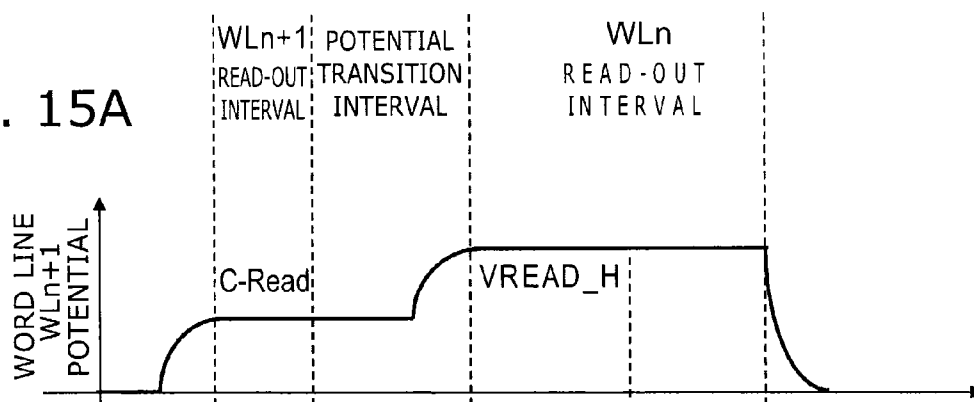 . 15A
WLn+1
READ-OUT
INTERVAL
POTENTIAL
TRANSITION
INTERVAL
WLn
READ-OUT
INTERVAL
WORD LINE
WLn+1
POTENTIAL
C-Read
VREAD_H